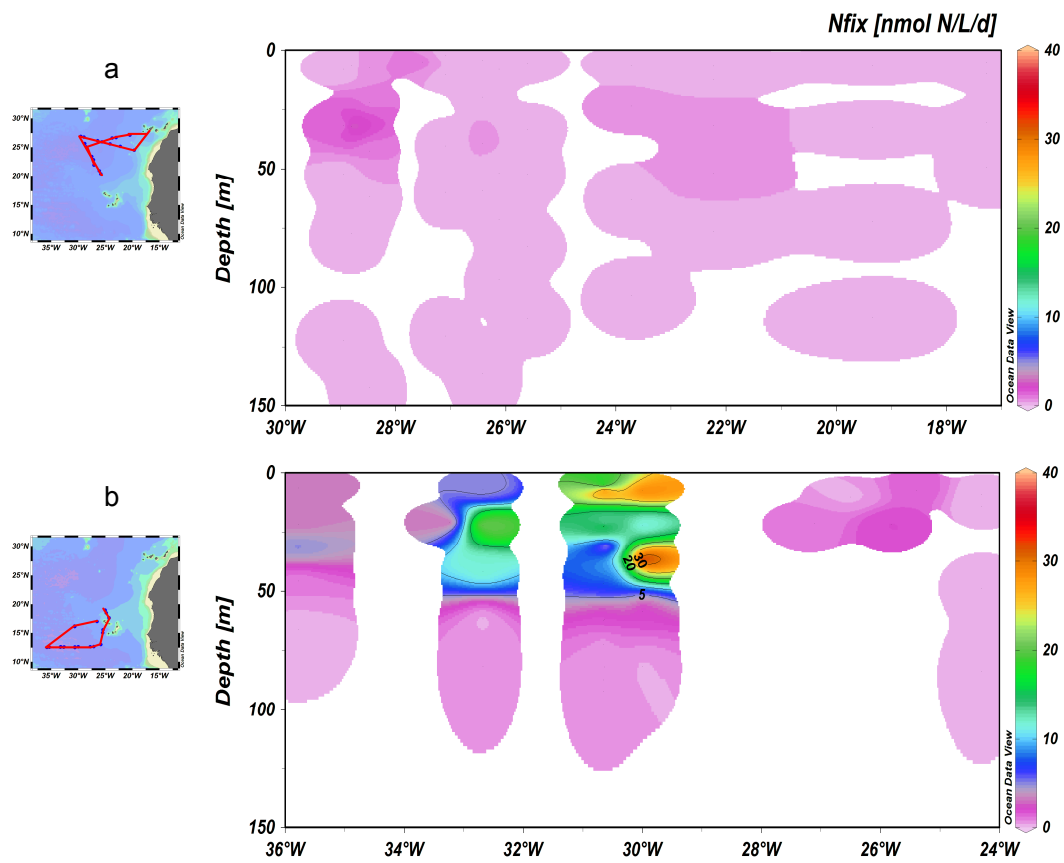 Nfix [nmol N/L/d]
a
30°N
25°N
20°N
15°N
10°N
35°W 30°W 25°W 20°W 15°W
Ocean Data View
Depth [m]
0
50
100
150
30°W 28°W 26°W 24°W 22°W 20°W 18°W
40
30
20
10
0
Ocean Data View
b
30°N
25°N
20°N
15°N
10°N
35°W 30°W 25°W 20°W 15°W
Ocean Data View
Depth [m]
0
50
100
150
30
20
5
36°W 34°W 32°W 30°W 28°W 26°W 24°W
40
30
20
10
0
Ocean Data View